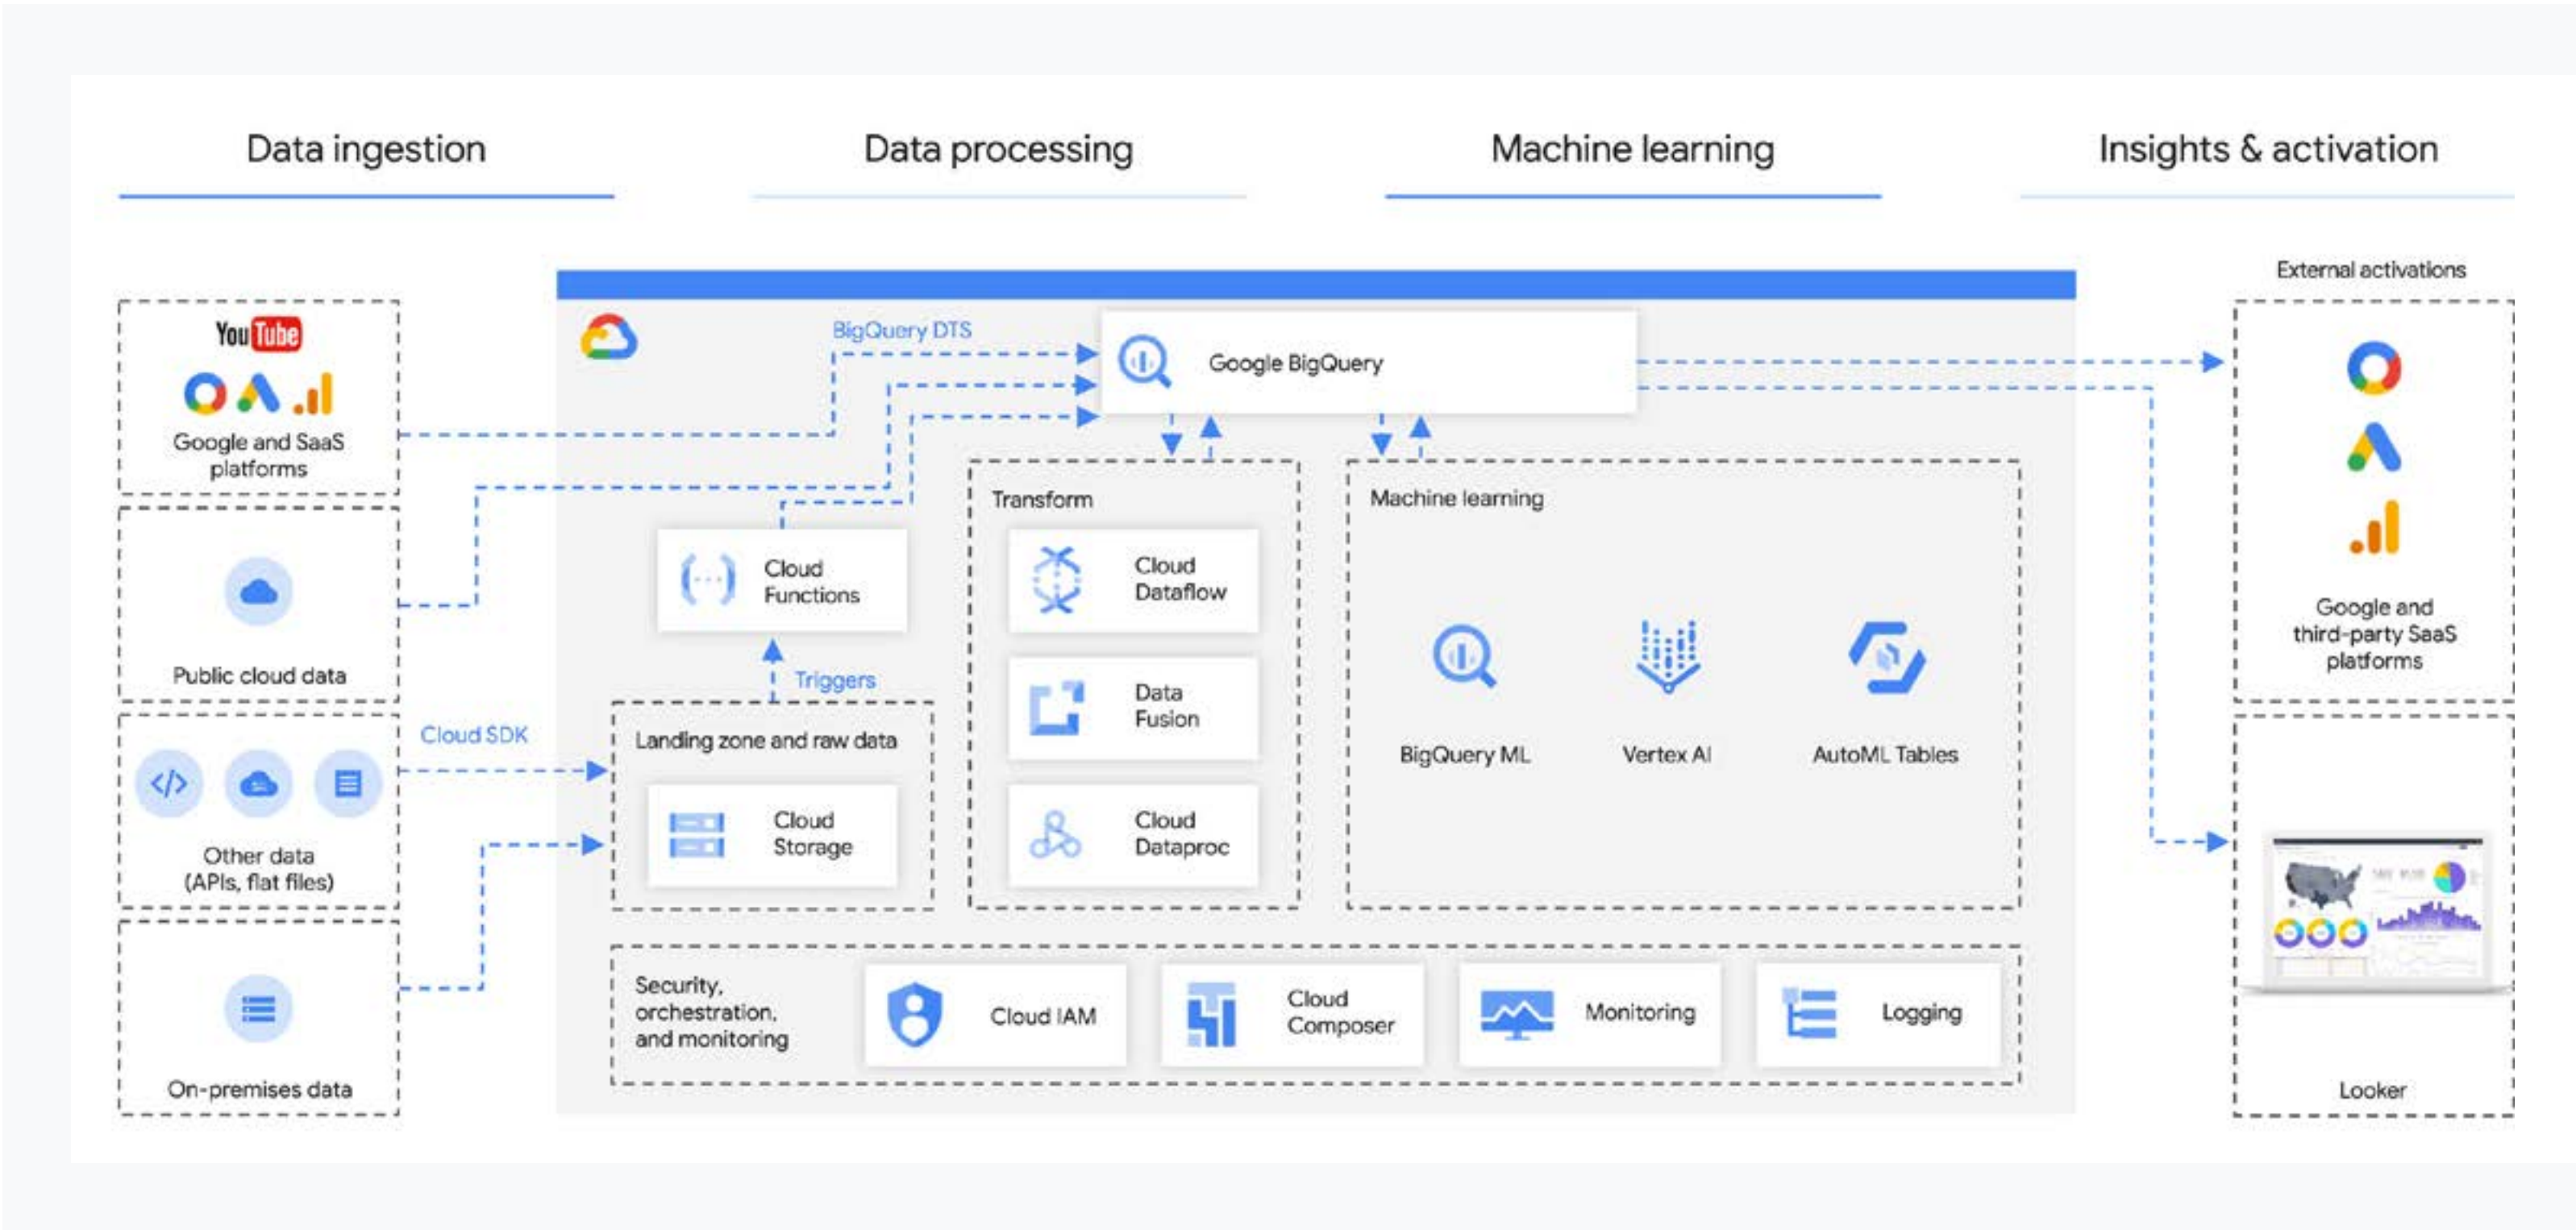 Data ingestion
Data processing
Machine learning
Insights & activation
External activations
YouTube
Google and SaaS
platforms
Public cloud data
</>
Other data
(APIs, flat files)
On-premises data
BigQuery DTS
Cloud SDK
Google BigQuery
Cloud
Functions
Triggers
Landing zone and raw data
Cloud
Storage
Transform
Cloud
Dataflow
Data
Fusion
Cloud
Dataproc
Machine learning
BigQuery ML
Vertex AI
AutoML Tables
Security,
orchestration,
and monitoring
Cloud IAM
Cloud
Composer
Monitoring
Logging
Google and
third-party SaaS
platforms
Looker